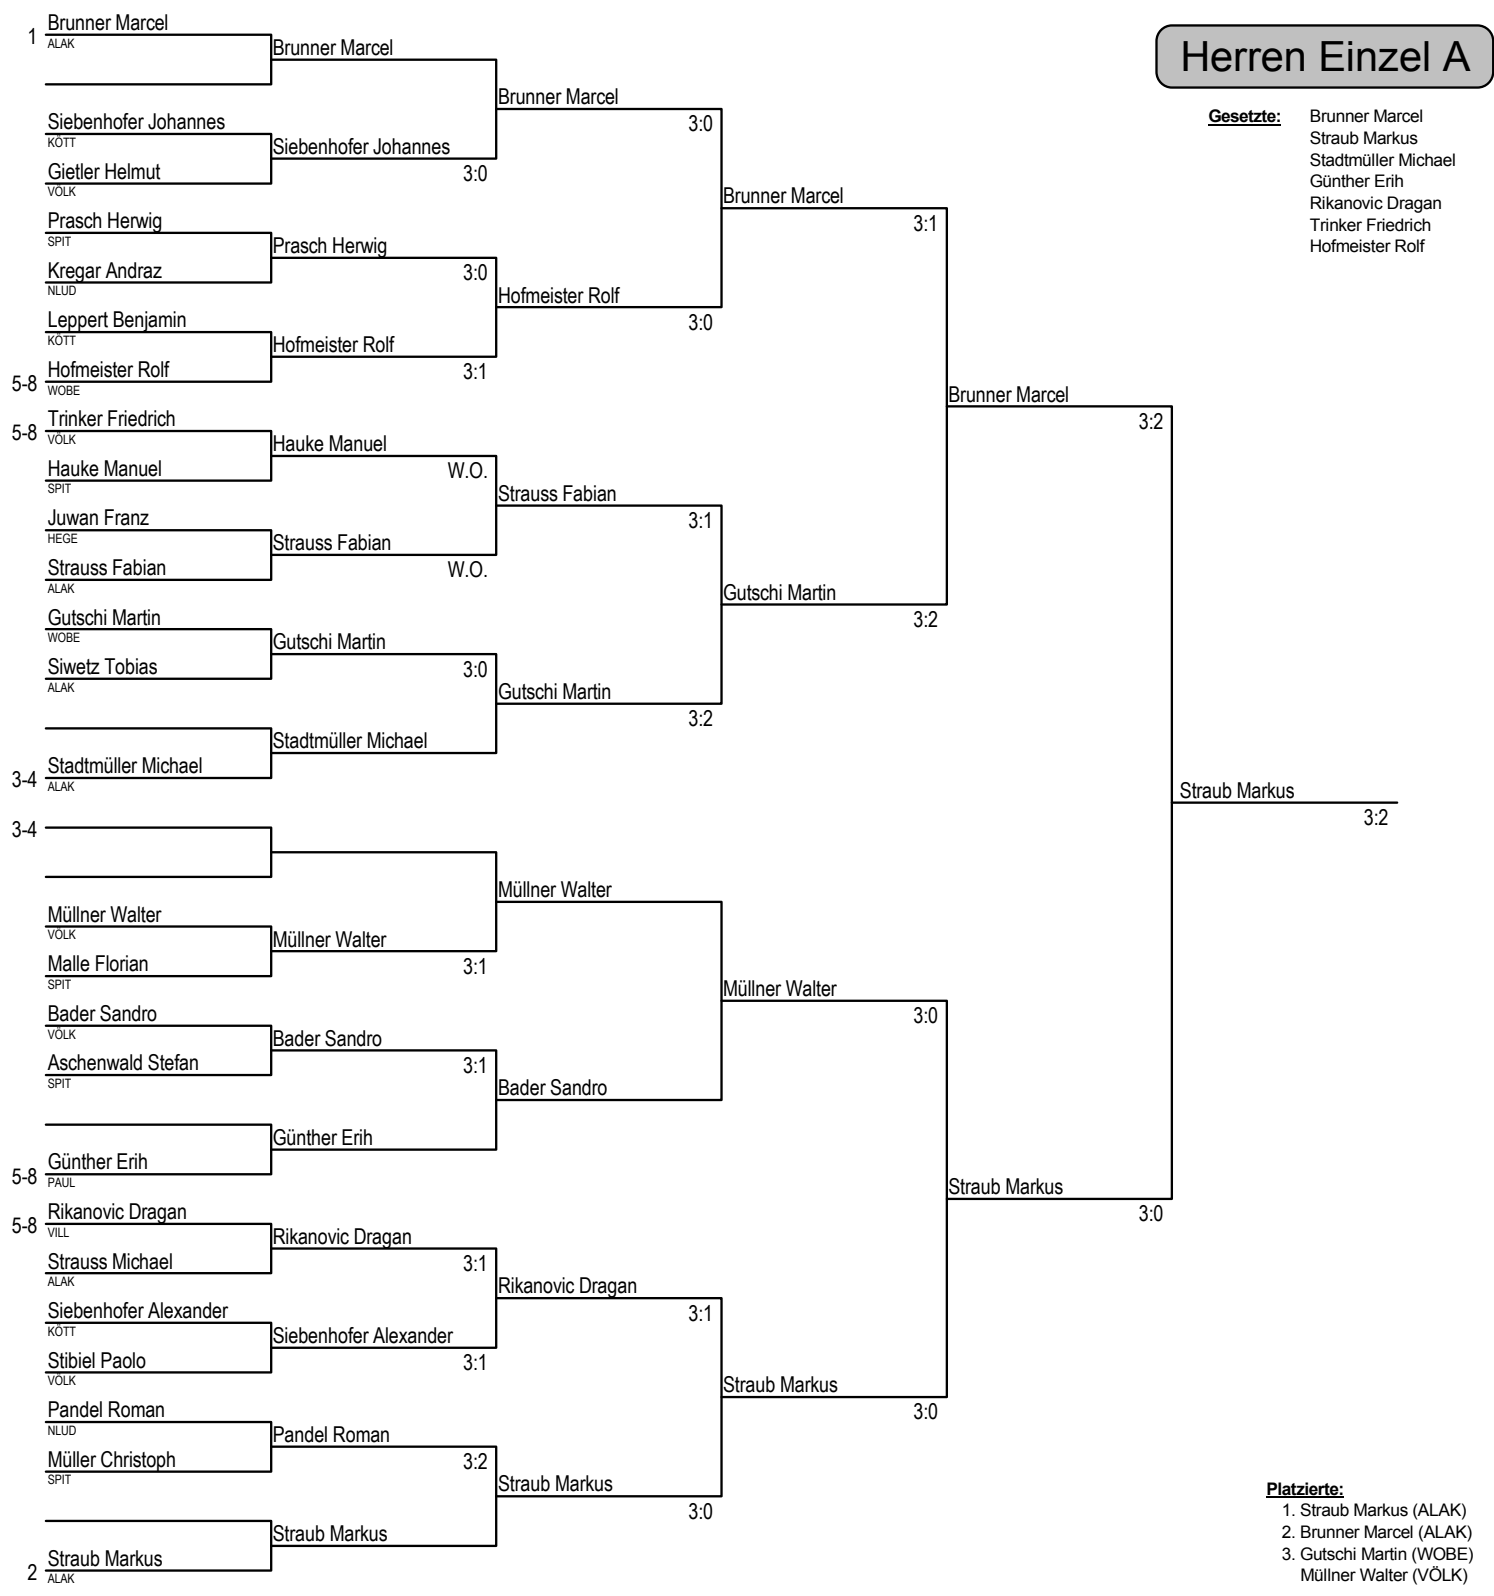 Herren Einzel A
Gesetzte: Brunner Marcel
Straub Markus
Stadtmüller Michael
Günther Erih
Rikanovic Dragan
Trinker Friedrich
Hofmeister Rolf
1 Brunner Marcel
ALAK
Siebenhofer Johannes
KÖTT
Gietler Helmut
VÖLK
Prasch Herwig
SPIT
Kregar Andraz
NLUD
Leppert Benjamin
KÖTT
5-8 Hofmeister Rolf
WOBE
5-8 Trinker Friedrich
VÖLK
Hauke Manuel
SPIT
Juwan Franz
HEGE
Strauss Fabian
ALAK
Gutschi Martin
WOBE
Siwetz Tobias
ALAK
3-4 Stadtmüller Michael
ALAK
3-4
Müllner Walter
VÖLK
Malle Florian
SPIT
Bader Sandro
VÖLK
Aschenwald Stefan
SPIT
5-8 Günther Erih
PAUL
5-8 Rikanovic Dragan
VILL
Strauss Michael
ALAK
Siebenhofer Alexander
KÖTT
Stibiel Paolo
VÖLK
Pandel Roman
NLUD
Müller Christoph
SPIT
2 Straub Markus
ALAK
Brunner Marcel
Siebenhofer Johannes
3:0
Prasch Herwig
3:0
Hofmeister Rolf
3:1
Hauke Manuel
W.O.
Strauss Fabian
W.O.
Gutschi Martin
3:0
Stadtmüller Michael
Müllner Walter
3:1
Bader Sandro
3:1
Günther Erih
Rikanovic Dragan
3:1
Siebenhofer Alexander
3:1
Pandel Roman
3:2
Straub Markus
Brunner Marcel
3:0
Hofmeister Rolf
3:0
Strauss Fabian
3:1
Gutschi Martin
3:2
Müllner Walter
Bader Sandro
Rikanovic Dragan
3:1
Straub Markus
3:0
Brunner Marcel
3:1
Gutschi Martin
3:2
Müllner Walter
3:0
Straub Markus
3:0
Brunner Marcel
3:2
Straub Markus
3:0
Straub Markus
3:2
Platzierte:
1. Straub Markus (ALAK)
2. Brunner Marcel (ALAK)
3. Gutschi Martin (WOBE)
Müllner Walter (VÖLK)